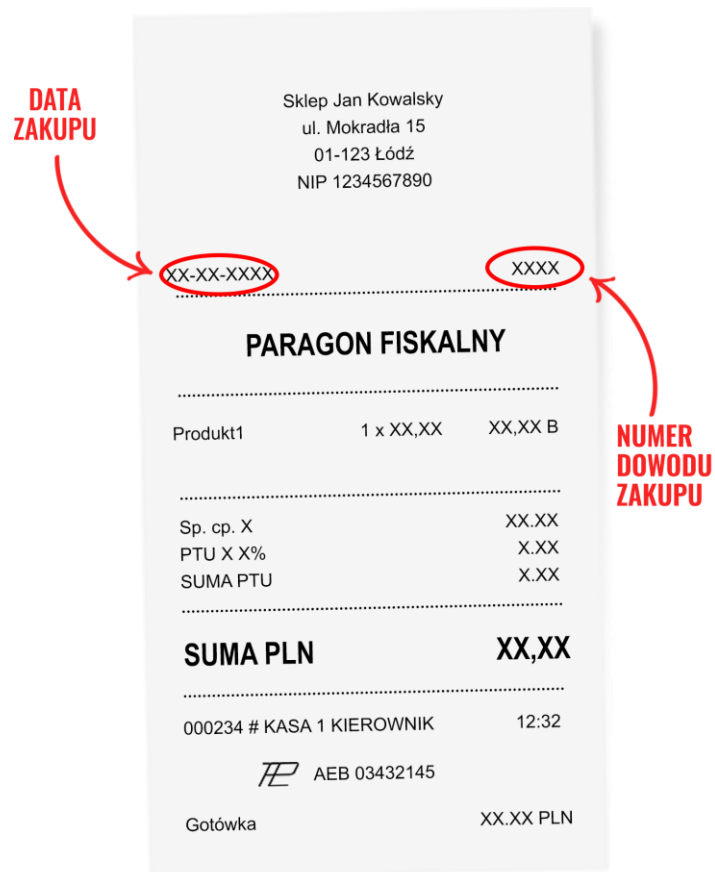 DATA
ZAKUPU
Sklep Jan Kowalsky
ul. Mokradła 15
01-123 Łódź
NIP 1234567890
XX-XX-XXXX XXXX
PARAGON FISKALNY
Produkt1 1 x XX,XX XX,XX B
NUMER
DOWODU
ZAKUPU
Sp. cp. X XX.XX
PTU X X% X.XX
SUMA PTU X.XX
SUMA PLN XX,XX
000234 # KASA 1 KIEROWNIK 12:32
AEB 03432145
Gotówka XX.XX PLN